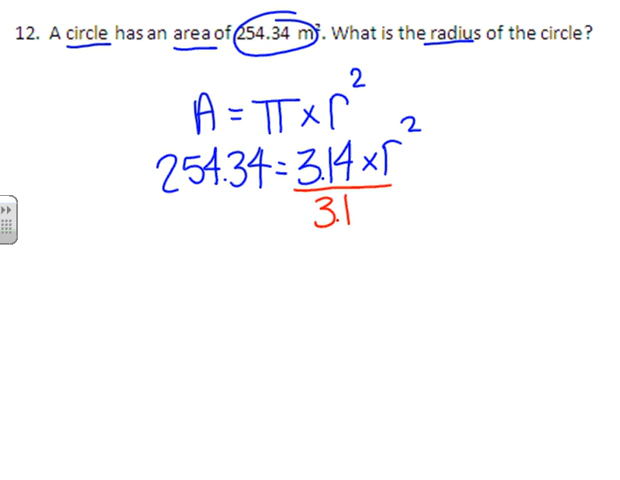 12. A circle has an area of 254.34 m². What is the radius of the circle?
A = π x r²
254.34 = 3.14 x r²
3.1